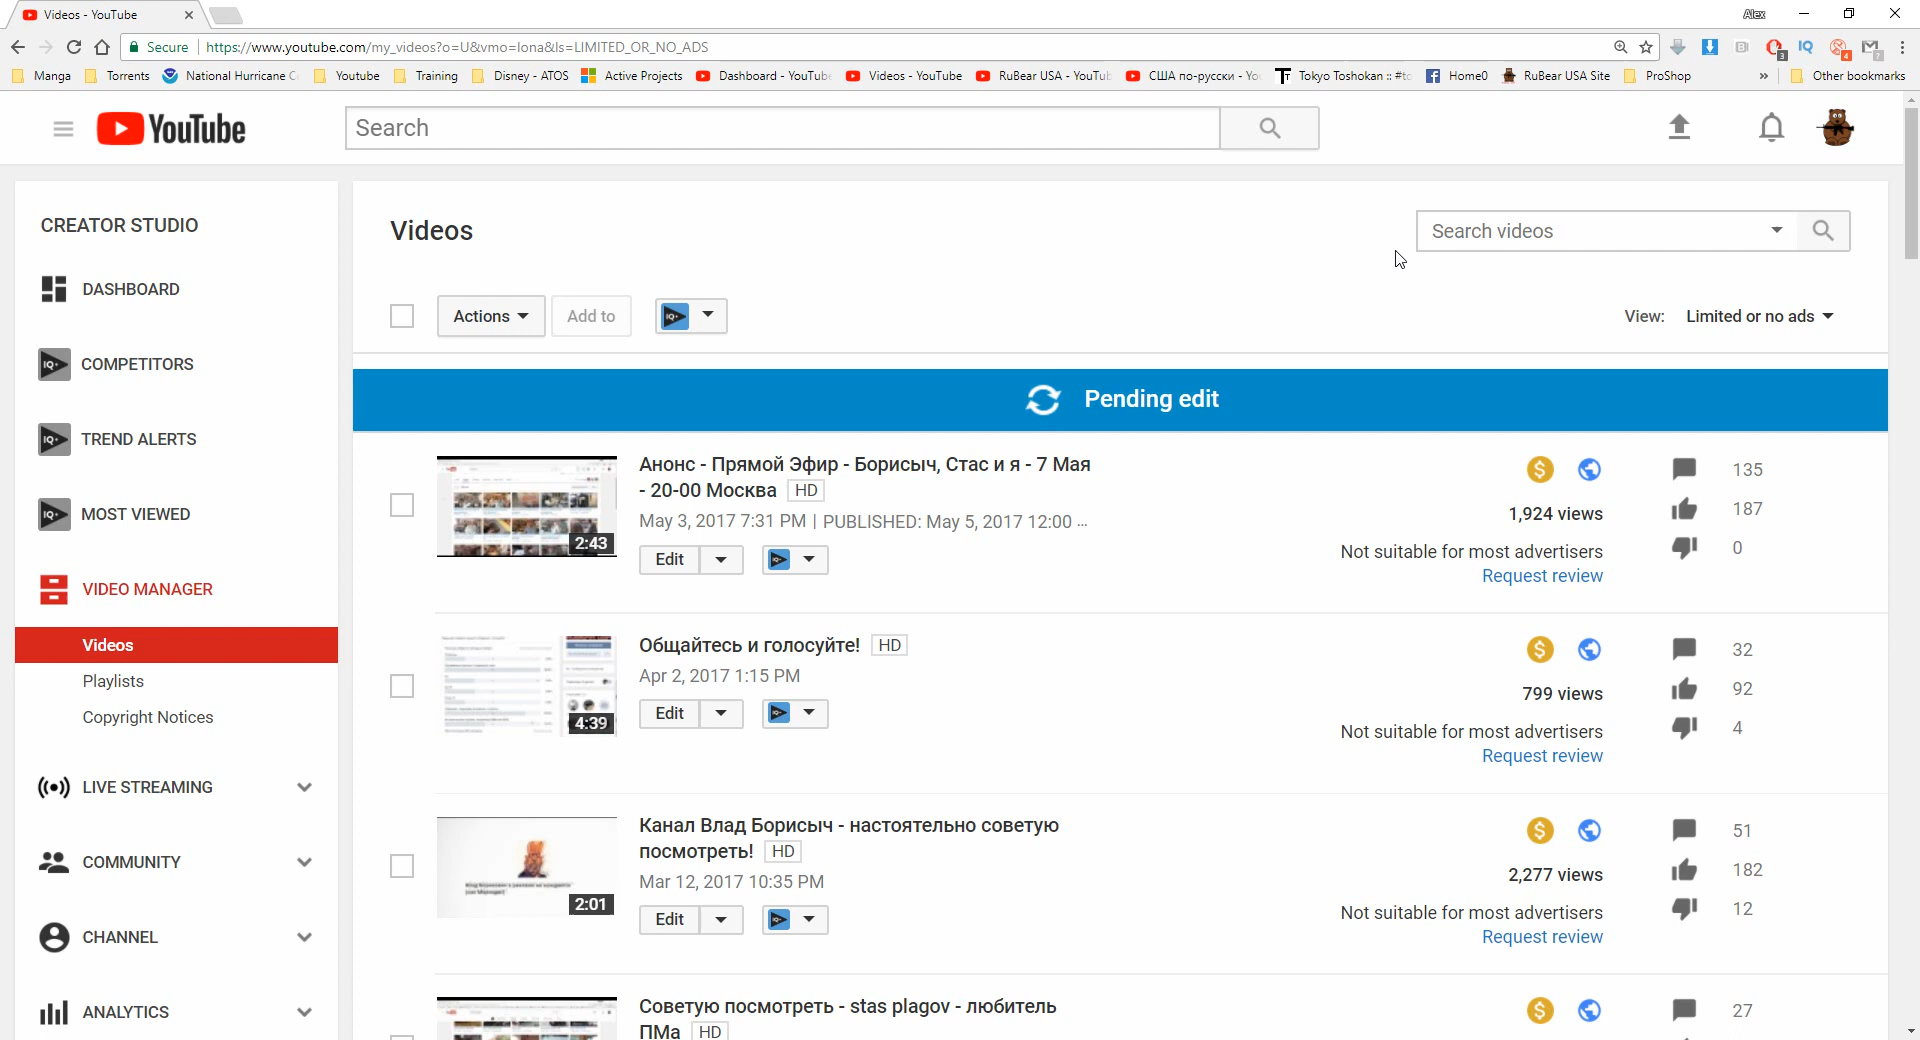 Videos - YouTube
Alex
Secure
https://www.youtube.com/my_videos?o=U&vmo=lona&ls=LIMITED_OR_NO_ADS
Manga
Torrents
National Hurricane C
Youtube
Training
Disney - ATOS
Active Projects
Dashboard - YouTube
Videos - YouTube
RuBear USA - YouTub
США по-русски - Yo
Tokyo Toshokan :: #to
Home0
RuBear USA Site
ProShop
»
Other bookmarks
YouTube
Search
CREATOR STUDIO
DASHBOARD
COMPETITORS
TREND ALERTS
MOST VIEWED
VIDEO MANAGER
Videos
Playlists
Copyright Notices
LIVE STREAMING
COMMUNITY
CHANNEL
ANALYTICS
Videos
Search videos
Actions
Add to
View: Limited or no ads
Pending edit
Анонс - Прямой Эфир - Борисыч, Стас и я - 7 Мая
- 20-00 Москва HD
May 3, 2017 7:31 PM | PUBLISHED: May 5, 2017 12:00 ...
2:43
Edit
1,924 views
Not suitable for most advertisers
Request review
135
187
0
Общайтесь и голосуйте! HD
Apr 2, 2017 1:15 PM
4:39
Edit
799 views
Not suitable for most advertisers
Request review
32
92
4
Канал Влад Борисыч - настоятельно советую
посмотреть! HD
Mar 12, 2017 10:35 PM
2:01
Edit
2,277 views
Not suitable for most advertisers
Request review
51
182
12
Советую посмотреть - stas plagov - любитель
ПМа HD
27